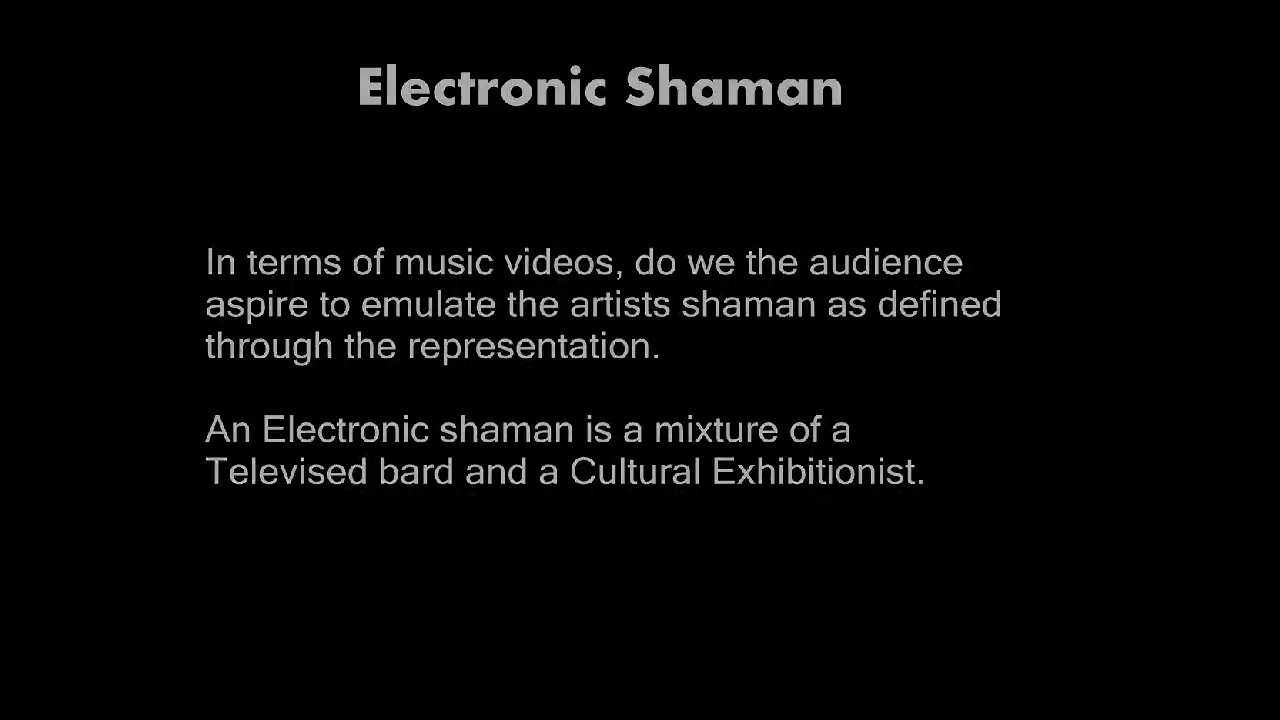 Electronic Shaman
In terms of music videos, do we the audience
aspire to emulate the artists shaman as defined
through the representation.
An Electronic shaman is a mixture of a
Televised bard and a Cultural Exhibitionist.